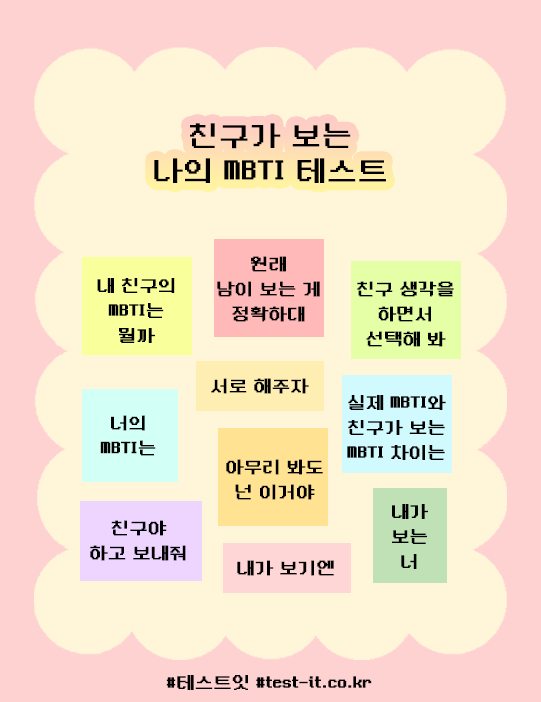 친구가 보는
나의 MBTI 테스트
내 친구의
MBTI는
뭘까
원래
남이 보는 게
정확하대
친구 생각을
하면서
선택해 봐
서로 해주자
너의
MBTI는
실제 MBTI와
친구가 보는
MBTI 차이는
아무리 봐도
넌 이거야
친구야
하고 보내줘
내가
보는
너
내가 보기엔
#테스트잇 #test-it.co.kr